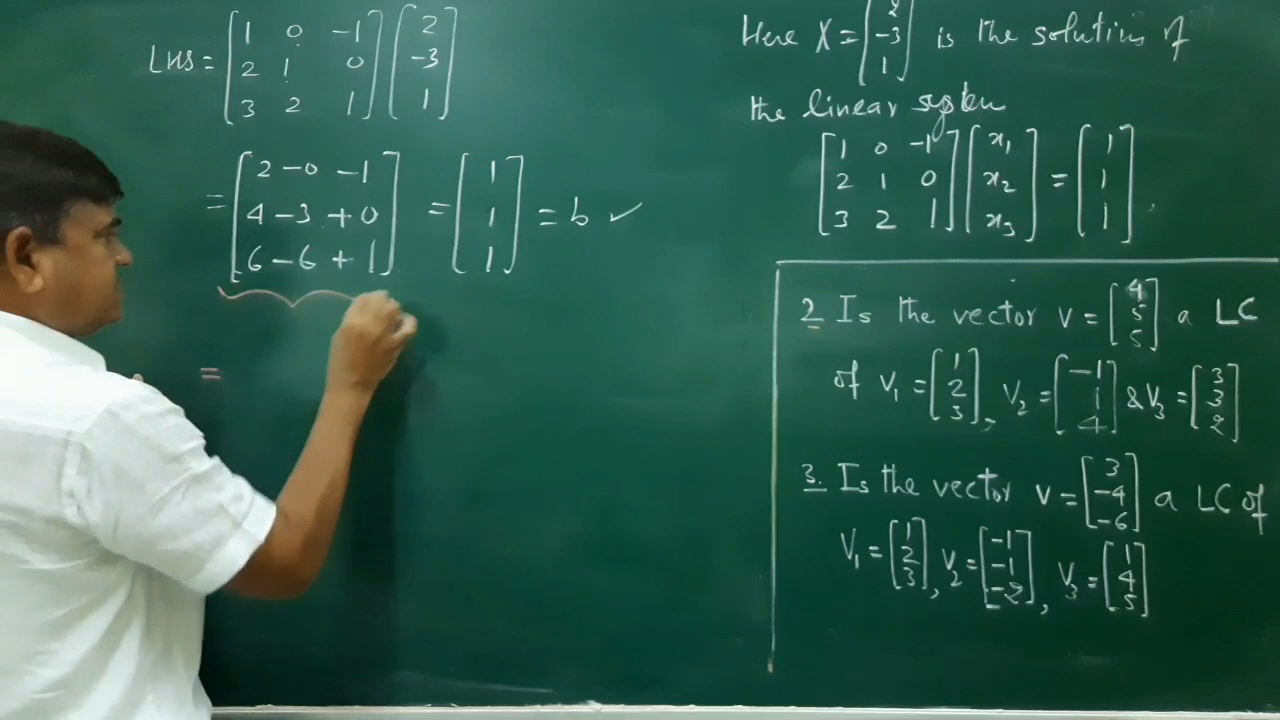 LHS = [1 0 -1; 2 1 0; 3 2 1] [2; -3; 1]
= [2 - 0 - 1; 4 - 3 + 0; 6 - 6 + 1] = [1; 1; 1] = b ✓
=
Here X = [2; -3; 1] is the solution of
the linear system
[1 0 -1; 2 1 0; 3 2 1] [x₁; x₂; x₃] = [1; 1; 1],
2 Is the vector v = [4; 5; 5] a LC
of v₁ = [1; 2; 3], v₂ = [-1; 1; 4] & v₃ = [3; 3; 2]
3. Is the vector v = [3; -4; -6] a LC of
v₁ = [1; 2; 3], v₂ = [-1; -1; -2], v₃ = [1; 4; 5]